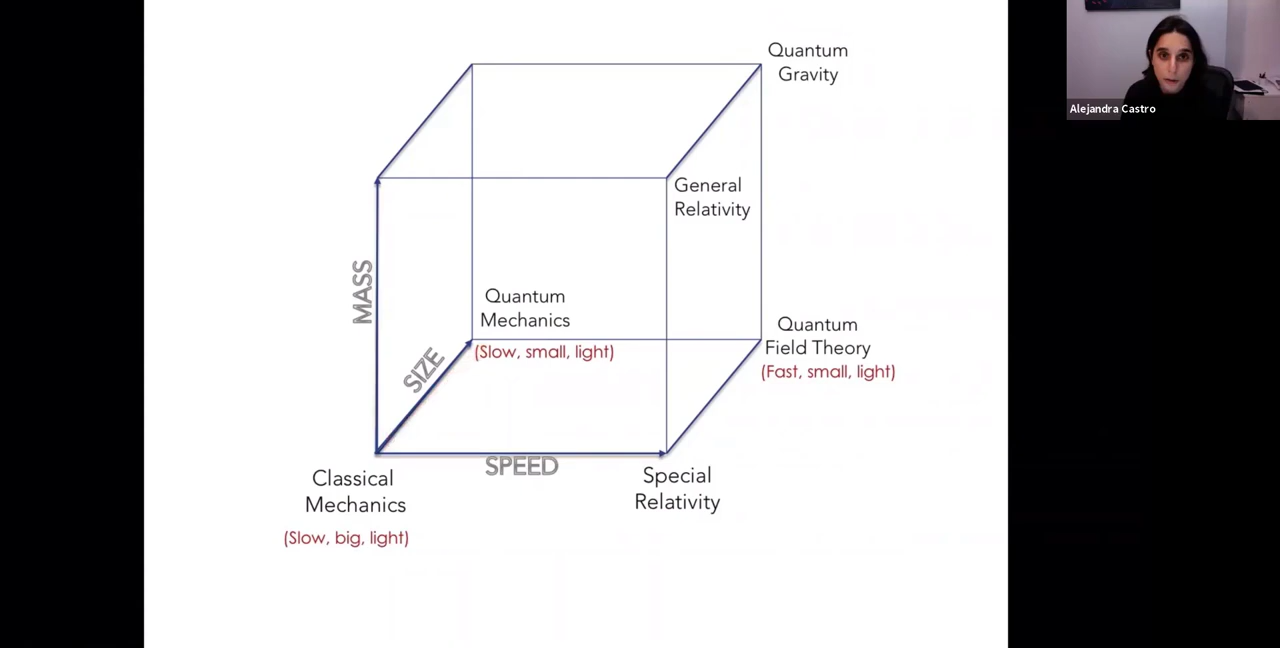 Quantum
Gravity
Alejandra Castro
General
Relativity
MASS
Quantum
Mechanics
(Slow, small, light)
SIZE
Quantum
Field Theory
(Fast, small, light)
SPEED
Classical
Mechanics
(Slow, big, light)
Special
Relativity